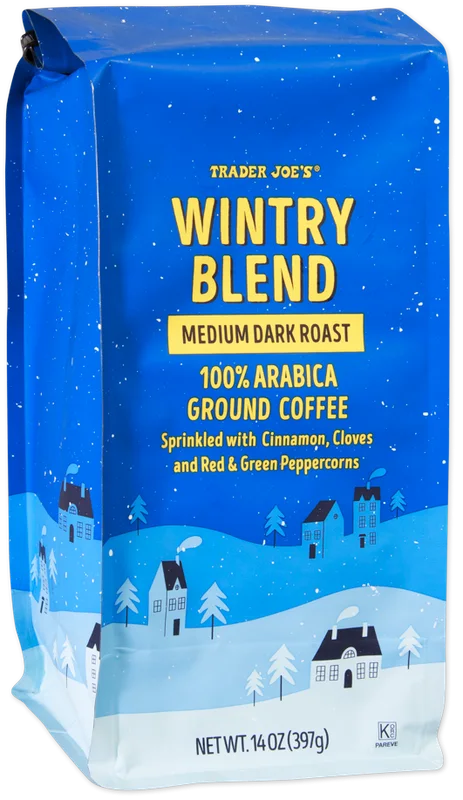 TRADER JOE'S®
WINTRY
BLEND
MEDIUM DARK ROAST
100% ARABICA
GROUND COFFEE
Sprinkled with Cinnamon, Cloves
and Red & Green Peppercorns
NET WT. 14 OZ (397g)
K
PAREVE